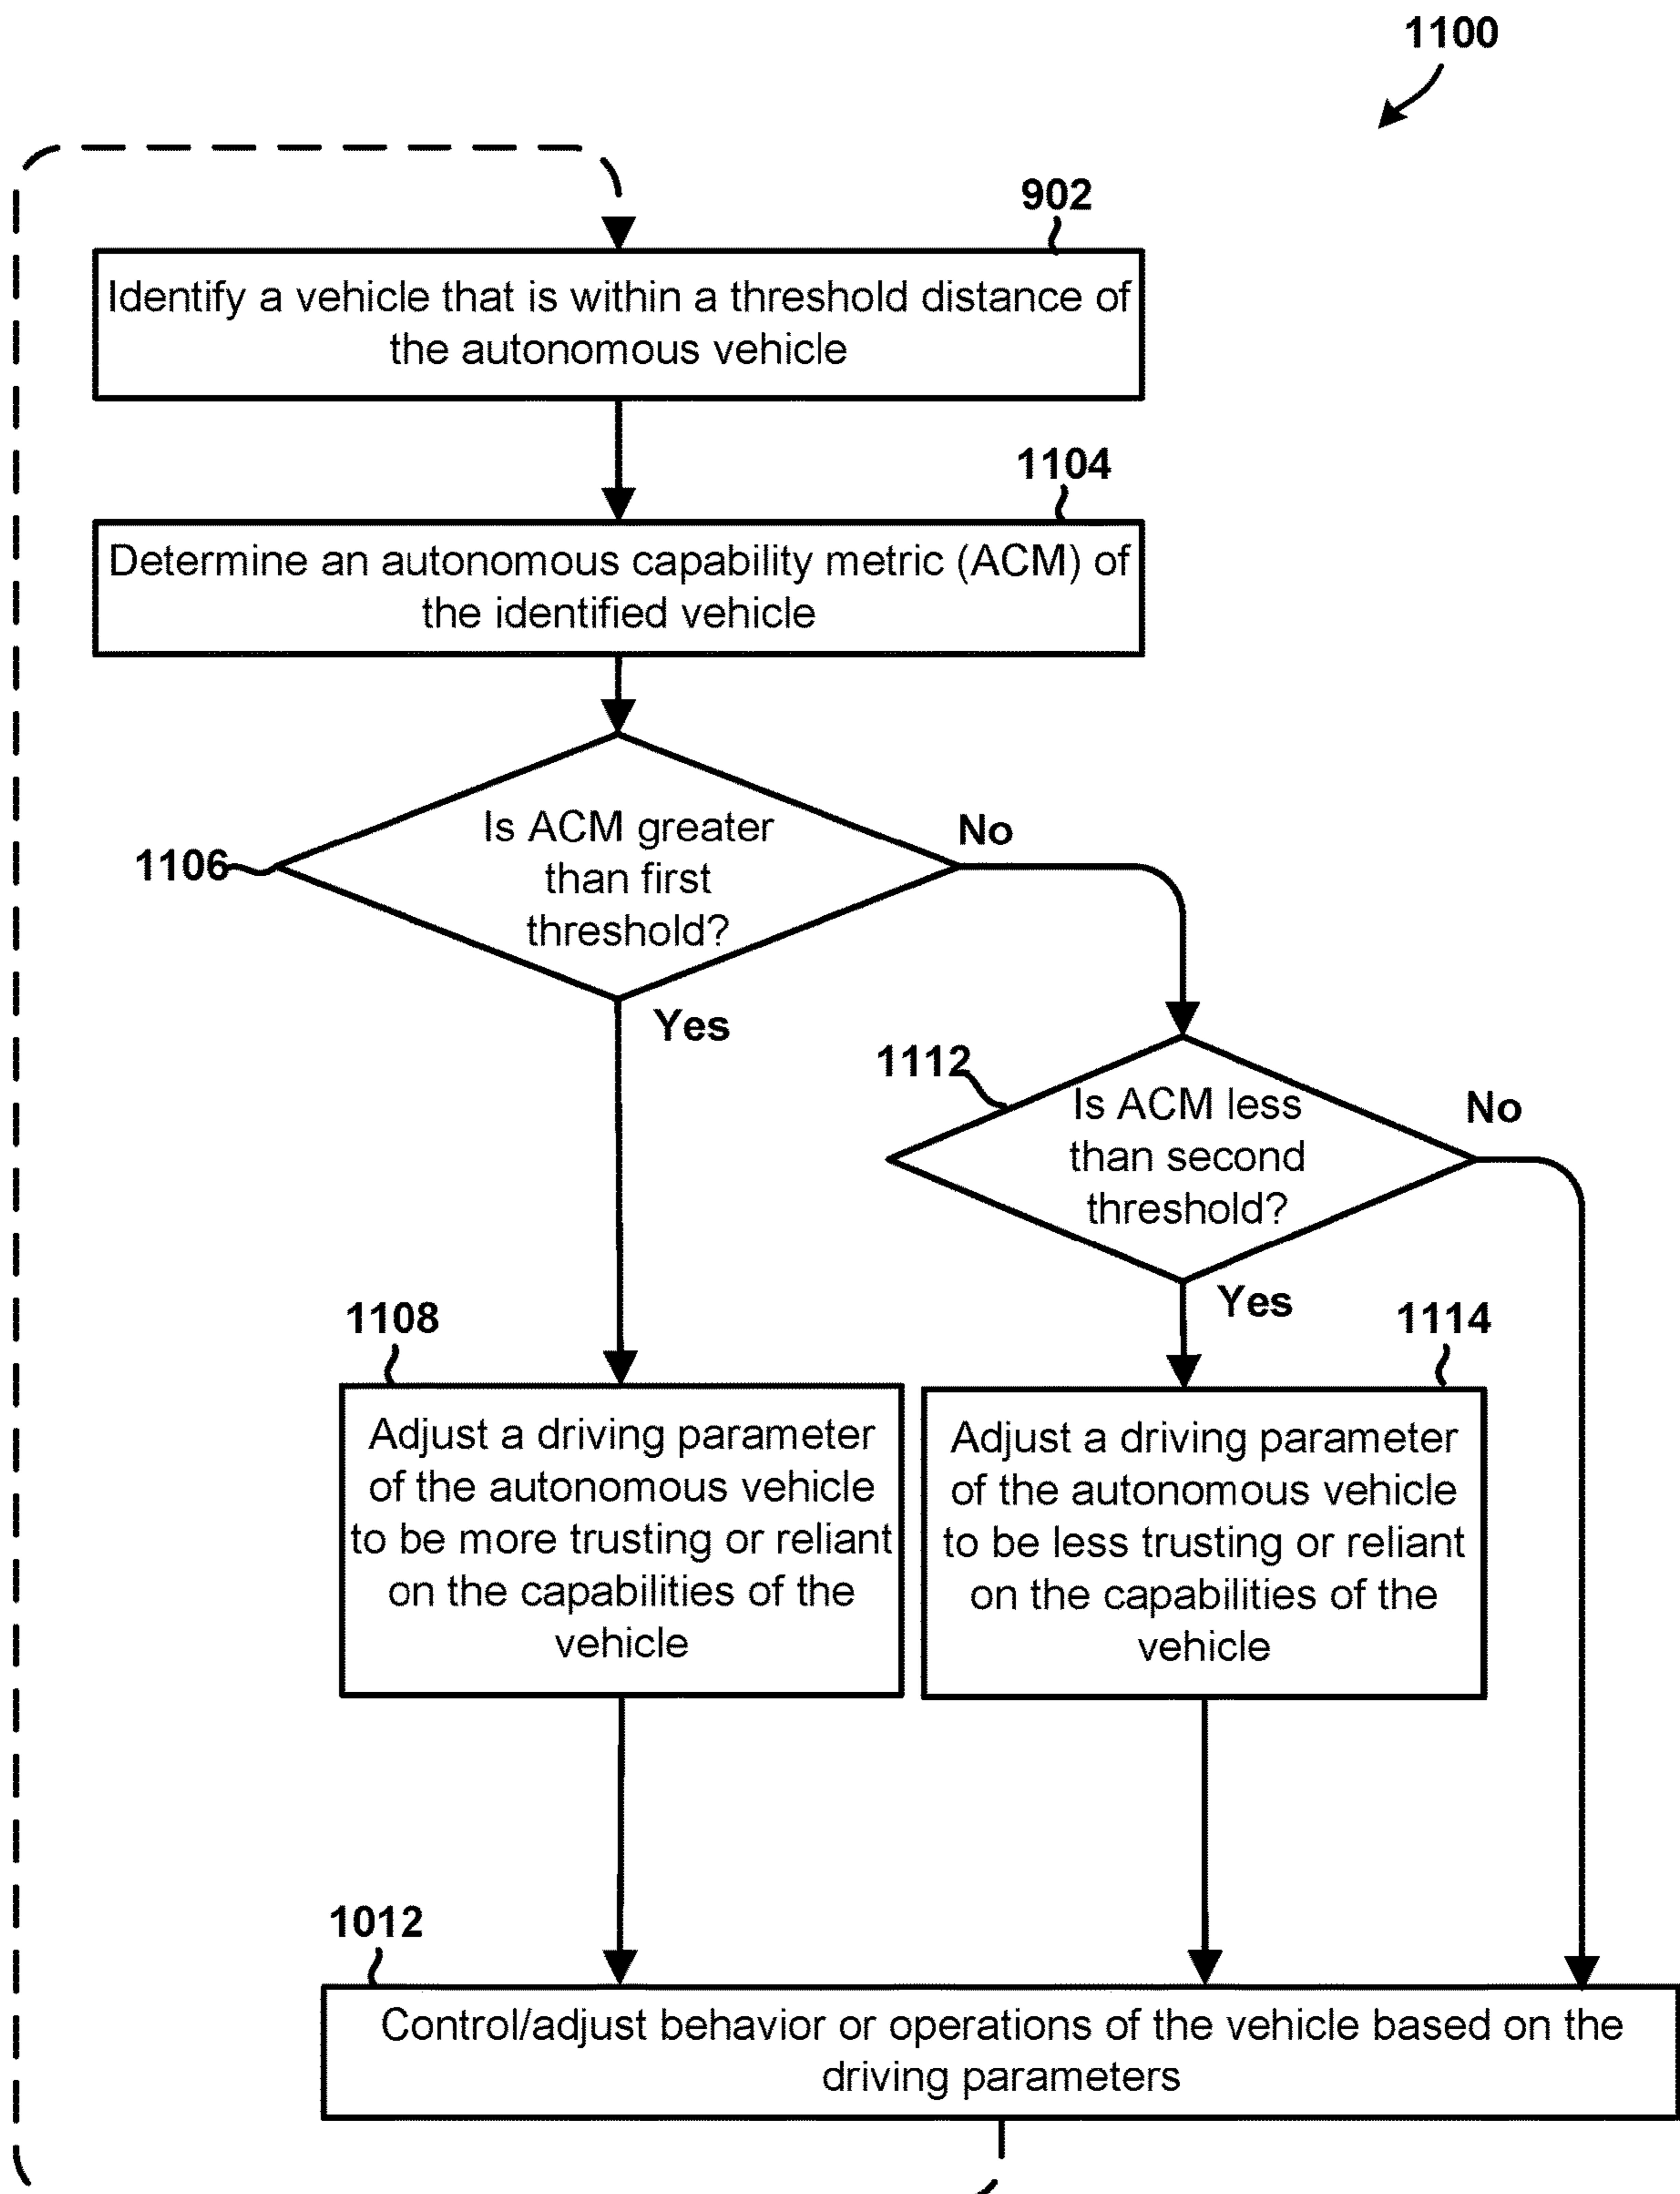 1100
902
Identify a vehicle that is within a threshold distance of
the autonomous vehicle
1104
Determine an autonomous capability metric (ACM) of
the identified vehicle
1106
Is ACM greater
than first
threshold?
No
Yes
1112
Is ACM less
than second
threshold?
No
Yes
1108
Adjust a driving parameter
of the autonomous vehicle
to be more trusting or reliant
on the capabilities of the
vehicle
1114
Adjust a driving parameter
of the autonomous vehicle
to be less trusting or reliant
on the capabilities of the
vehicle
1012
Control/adjust behavior or operations of the vehicle based on the
driving parameters